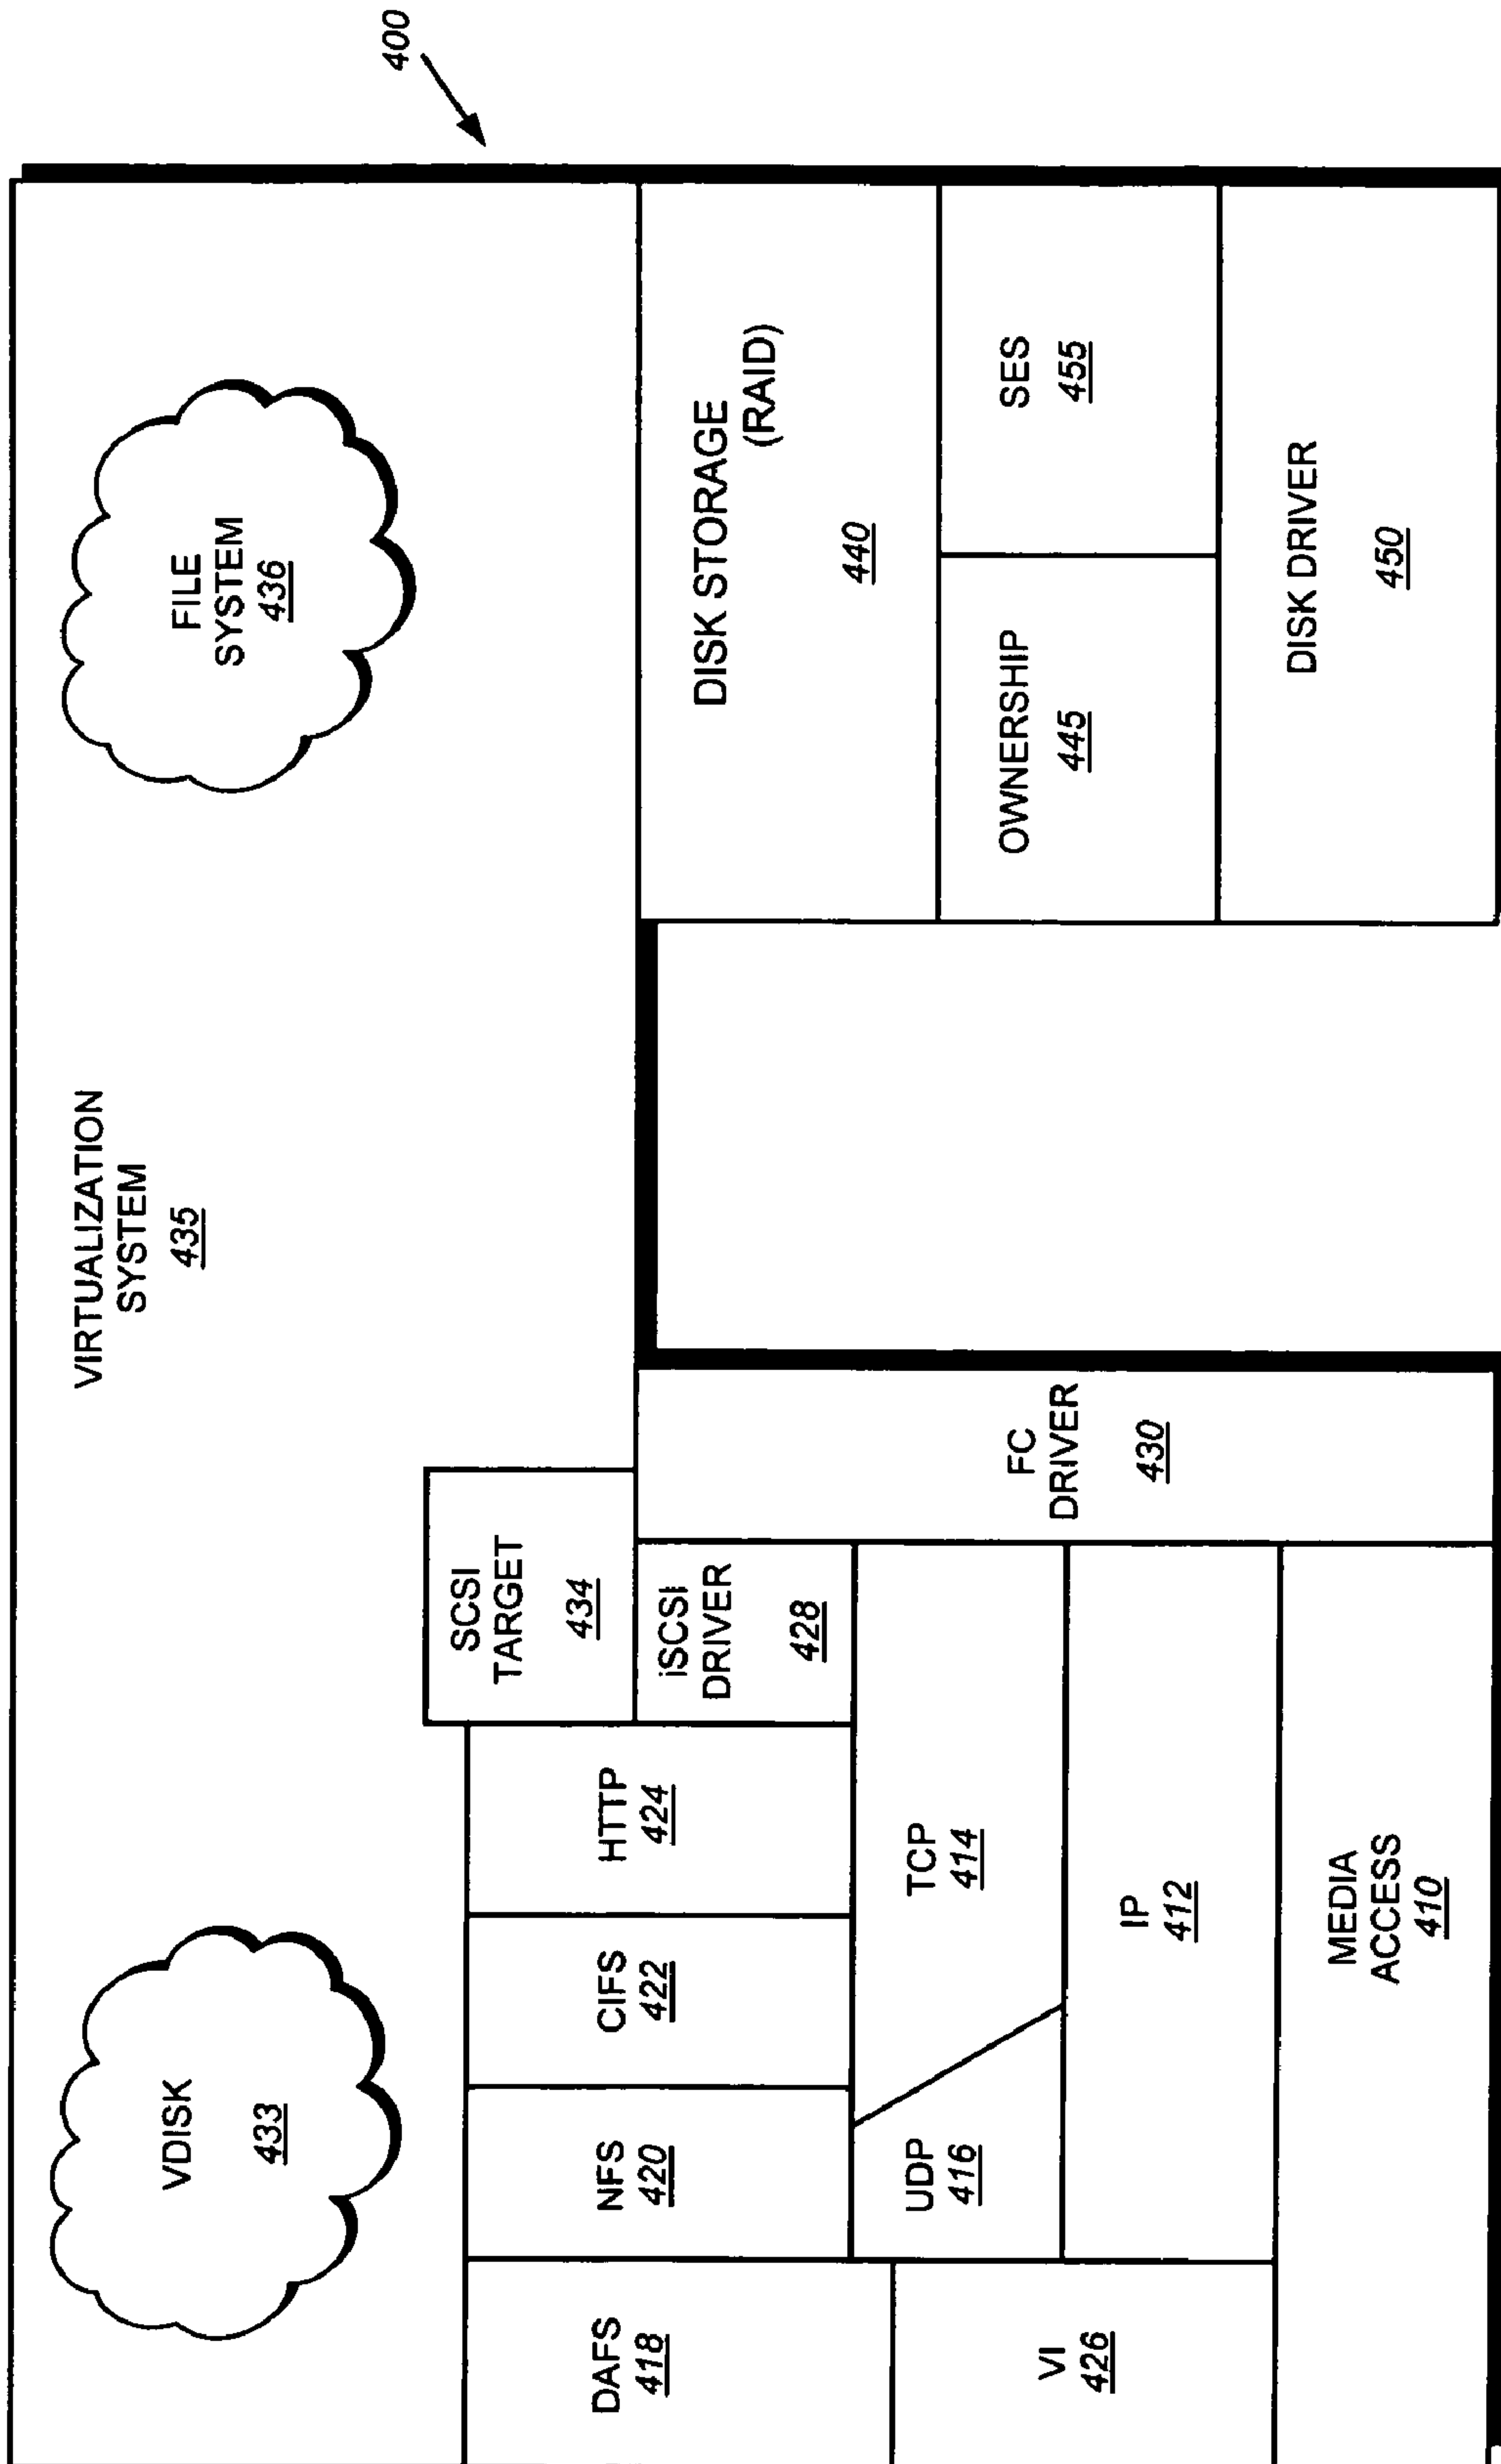 400
VIRTUALIZATION
SYSTEM
435
VDISK
433
FILE
SYSTEM
436
SCSI
TARGET
434
DAFS
418
NFS
420
CIFS
422
HTTP
424
iSCSI
DRIVER
428
VI
426
UDP
416
TCP
414
IP
412
MEDIA
ACCESS
410
FC
DRIVER
430
DISK STORAGE
(RAID)
440
OWNERSHIP
445
SES
455
DISK DRIVER
450